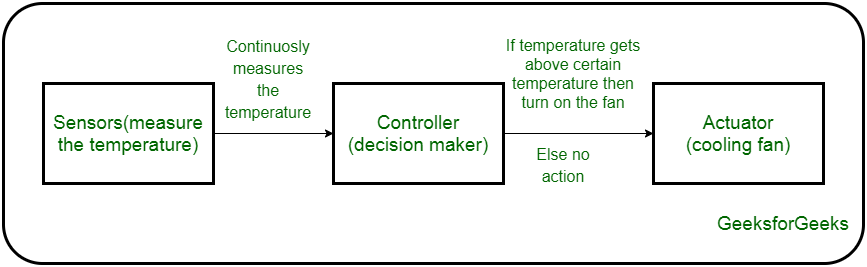 Sensors(measure
the temperature)
Continuosly
measures
the
temperature
Controller
(decision maker)
If temperature gets
above certain
temperature then
turn on the fan
Else no
action
Actuator
(cooling fan)
GeeksforGeeks